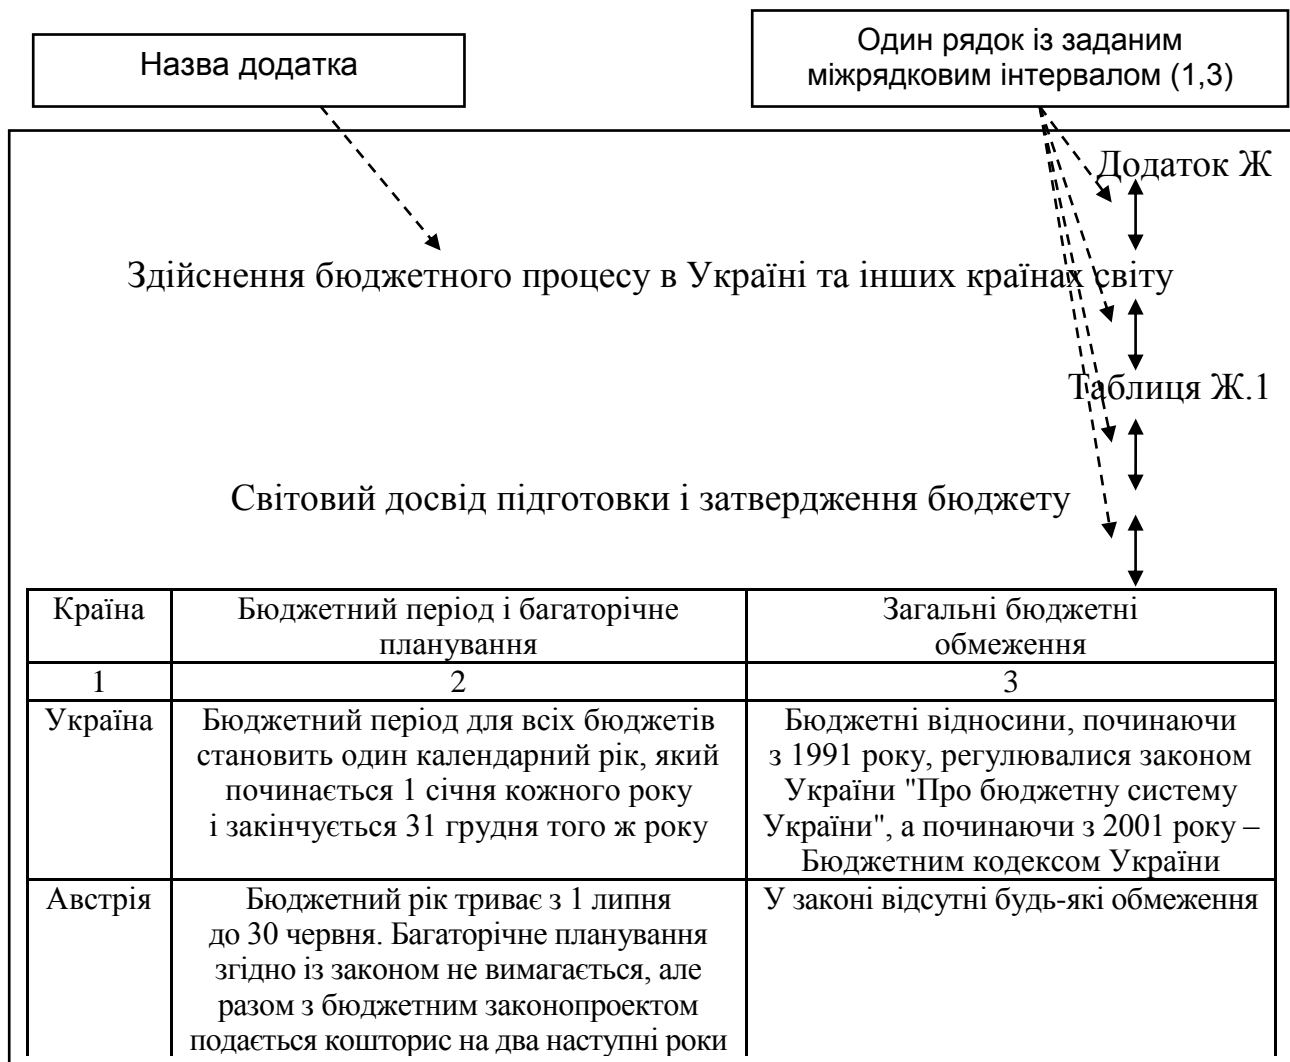 Назва додатка
Один рядок із заданим
міжрядковим інтервалом (1,3)
Додаток Ж
Здійснення бюджетного процесу в Україні та інших країнах світу
Таблиця Ж.1
Світовий досвід підготовки і затвердження бюджету
Країна
Бюджетний період і багаторічне
планування
Загальні бюджетні
обмеження
1
2
3
Україна
Бюджетний період для всіх бюджетів
становить один календарний рік, який
починається 1 січня кожного року
і закінчується 31 грудня того ж року
Бюджетні відносини, починаючи
з 1991 року, регулювалися законом
України "Про бюджетну систему
України", а починаючи з 2001 року –
Бюджетним кодексом України
Австрія
Бюджетний рік триває з 1 липня
до 30 червня. Багаторічне планування
згідно із законом не вимагається, але
разом з бюджетним законопроектом
подається кошторис на два наступні роки
У законі відсутні будь-які обмеження